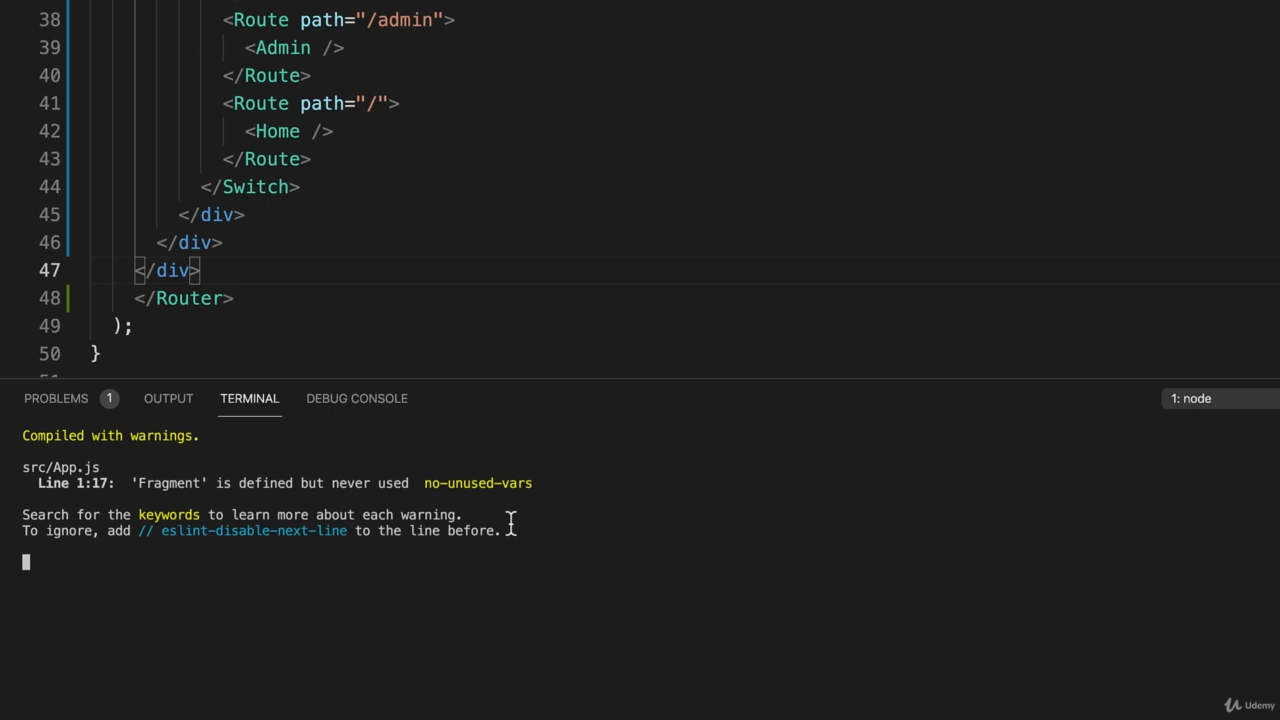 38 <Route path="/admin">
39 <Admin />
40 </Route>
41 <Route path="/">
42 <Home />
43 </Route>
44 </Switch>
45 </div>
46 </div>
47 </div>
48 </Router>
49 );
50 }
PROBLEMS 1 OUTPUT TERMINAL DEBUG CONSOLE 1: node
Compiled with warnings.
src/App.js
Line 1:17: 'Fragment' is defined but never used no-unused-vars
Search for the keywords to learn more about each warning.
To ignore, add // eslint-disable-next-line to the line before.
Udemy